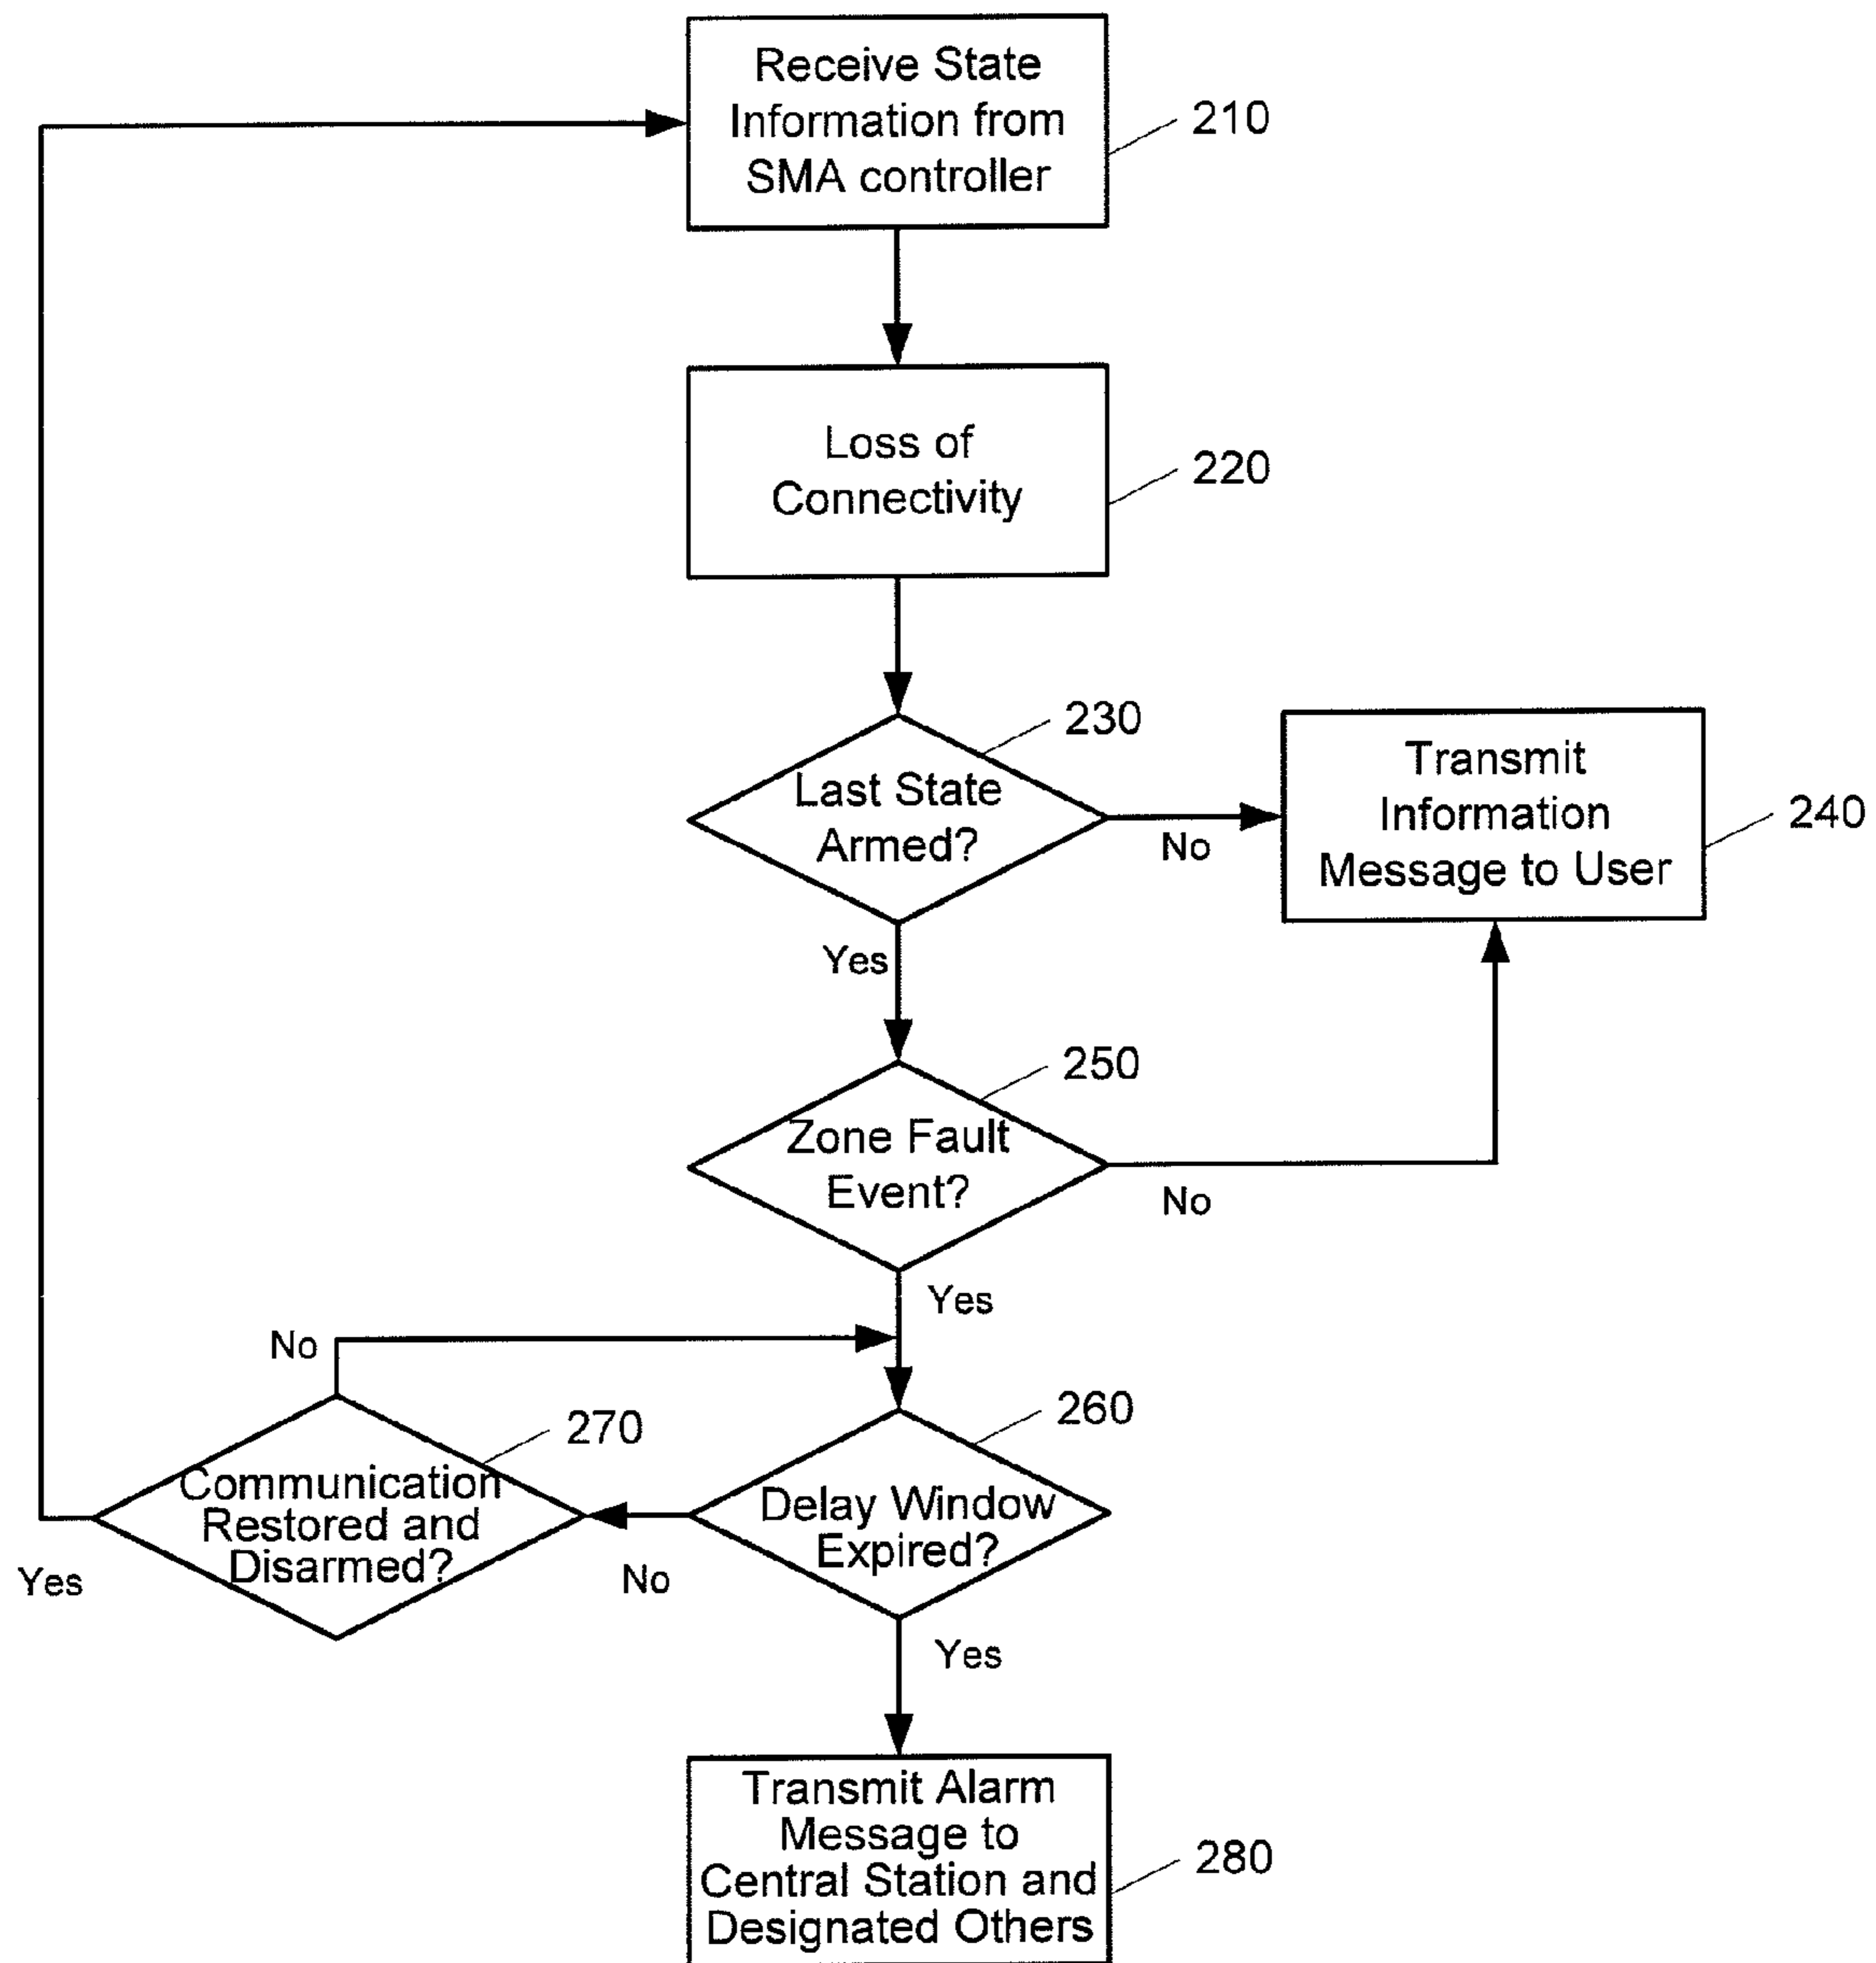 Receive State
Information from
SMA controller
210
Loss of
Connectivity
220
230
Last State
Armed?
No
Transmit
Information
Message to User
240
Yes
250
Zone Fault
Event?
No
Yes
No
260
270
Communication
Restored and
Disarmed?
Yes
Delay Window
Expired?
No
Yes
Transmit Alarm
Message to
Central Station and
Designated Others
280